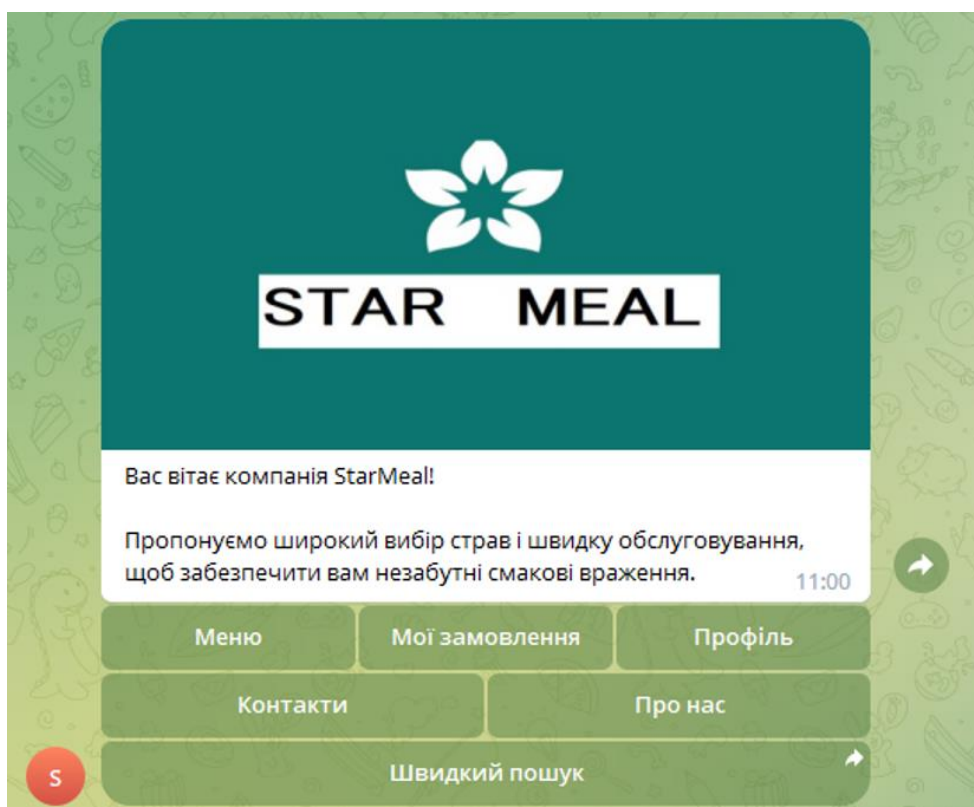 STAR MEAL
Вас вітає компанія StarMeal!
Пропонуємо широкий вибір страв і швидку обслуговування,
щоб забезпечити вам незабутні смакові враження.
11:00
Меню
Мої замовлення
Профіль
Контакти
Про нас
Швидкий пошук
S